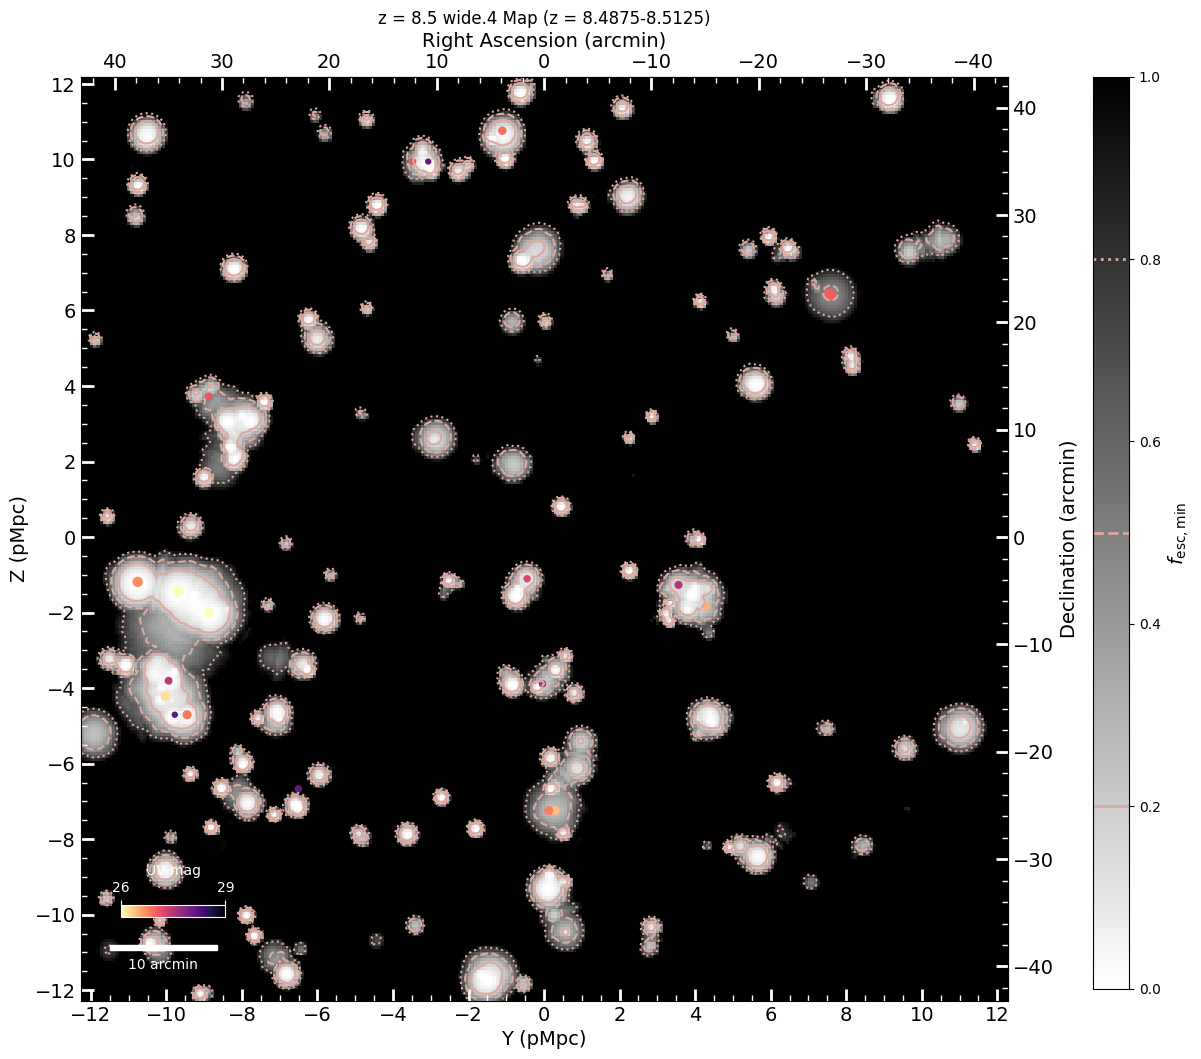 z = 8.5 wide.4 Map (z = 8.4875-8.5125)
Right Ascension (arcmin)
40 30 20 10 0 −10 −20 −30 −40
12
10
8
6
4
2
0
−2
−4
−6
−8
−10
−12
Z (pMpc)
40
30
20
10
0
−10
−20
−30
−40
Declination (arcmin)
1.0
0.8
0.6
0.4
0.2
0.0
fesc,min
UV mag
26 29
10 arcmin
−12 −10 −8 −6 −4 −2 0 2 4 6 8 10 12
Y (pMpc)